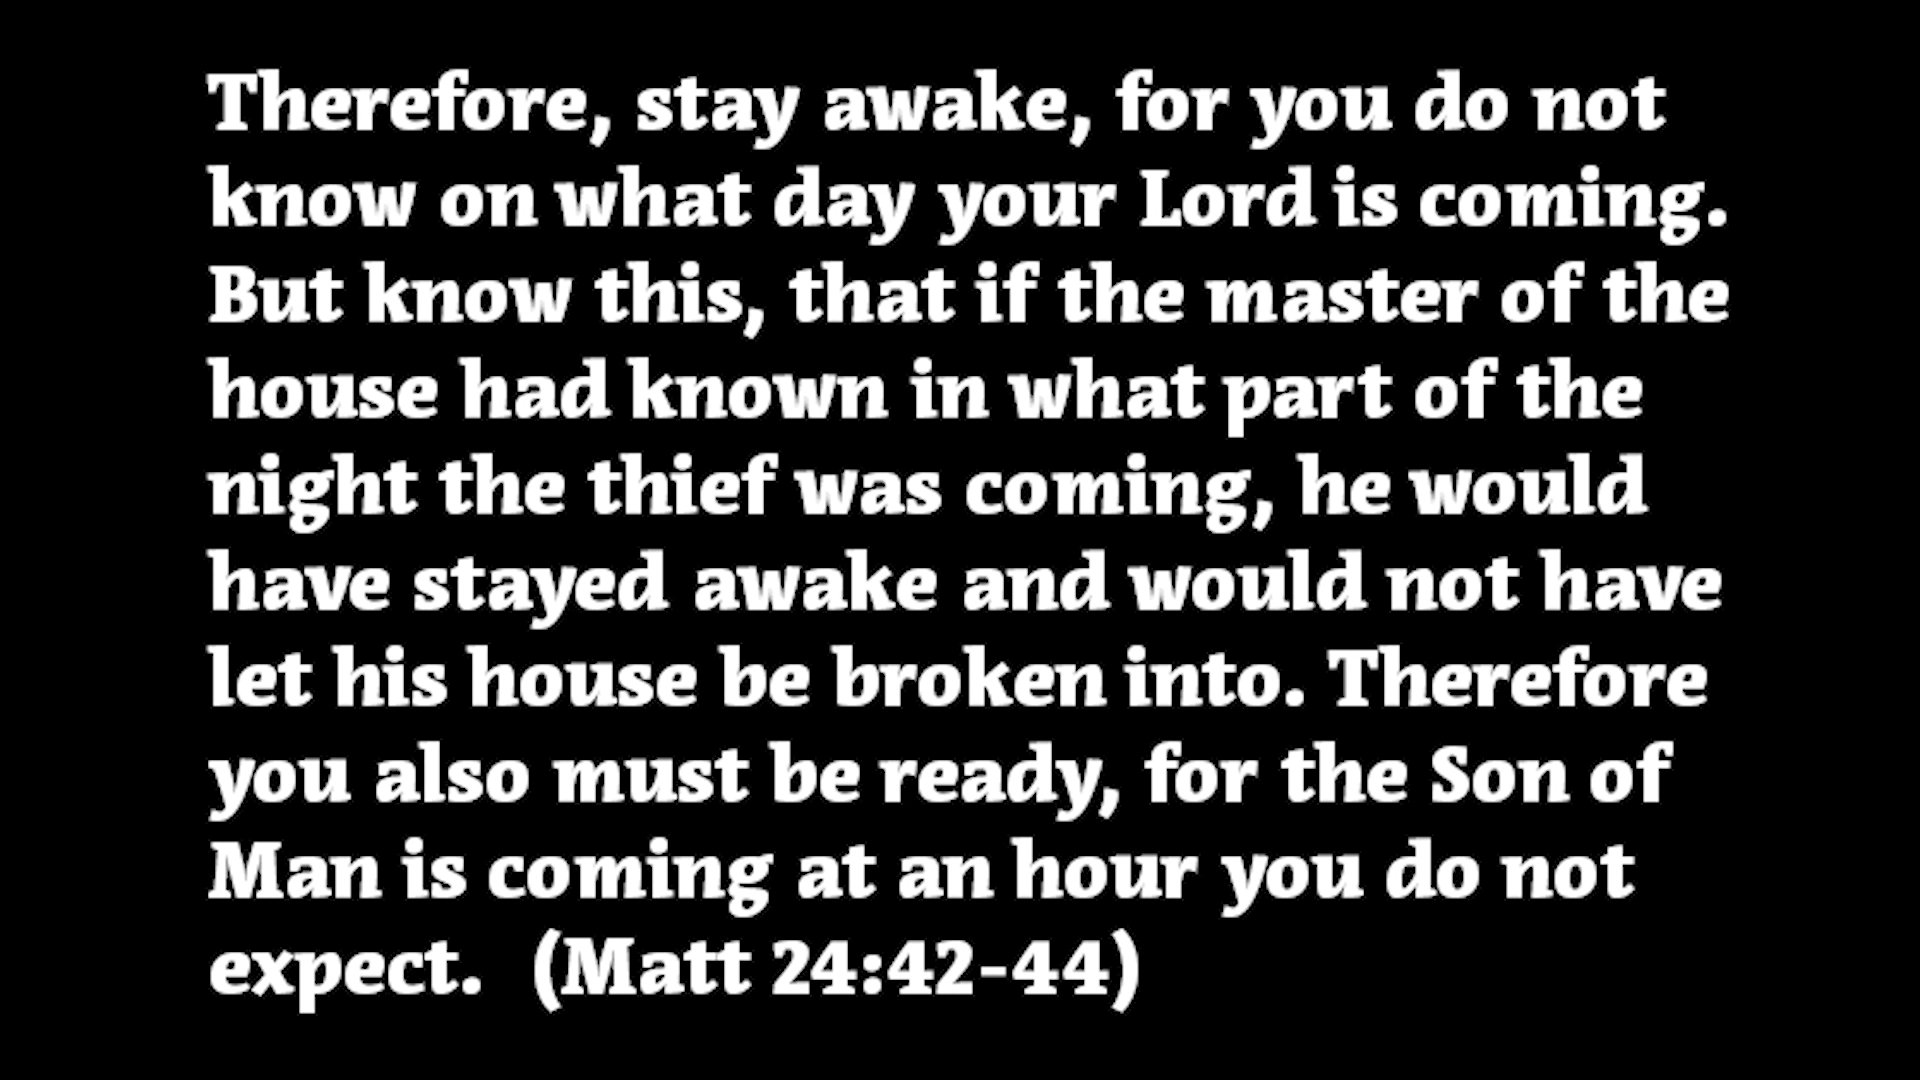 Therefore, stay awake, for you do not
know on what day your Lord is coming.
But know this, that if the master of the
house had known in what part of the
night the thief was coming, he would
have stayed awake and would not have
let his house be broken into. Therefore
you also must be ready, for the Son of
Man is coming at an hour you do not
expect.  (Matt 24:42-44)